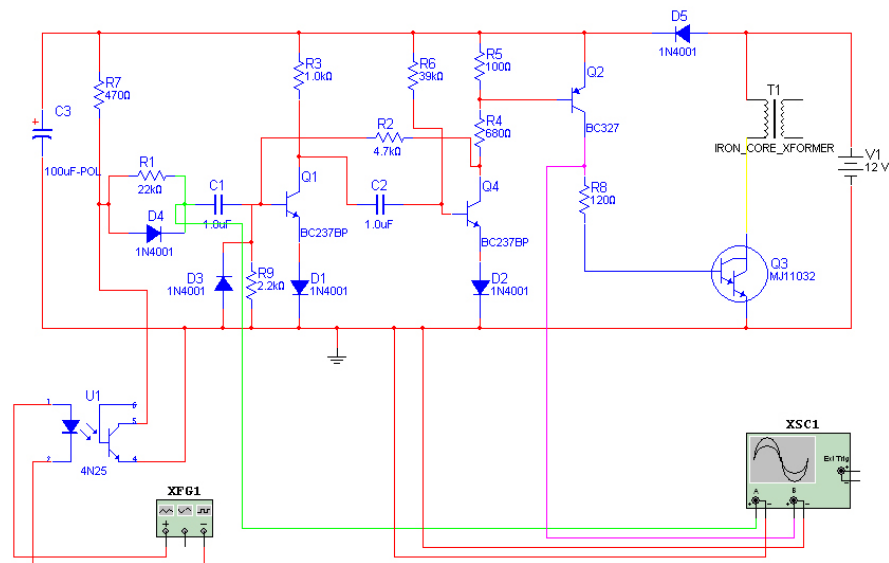 D5
1N4001
R3
1.0kΩ
R6
39kΩ
R5
100Ω
Q2
R7
470Ω
T1
C3
+
R2
4.7kΩ
R4
680Ω
BC327
IRON_CORE_XFORMER
V1
12 V
100uF-POL
R1
22kΩ
C1
1.0uF
Q1
C2
1.0uF
Q4
R8
120Ω
D4
1N4001
BC237BP
BC237BP
Q3
MJ11032
D3
1N4001
R9
2.2kΩ
D1
1N4001
D2
1N4001
U1
1
2
6
5
4
4N25
XSC1
Ext Trig
+
-
A
B
+ - + -
XFG1
+ -